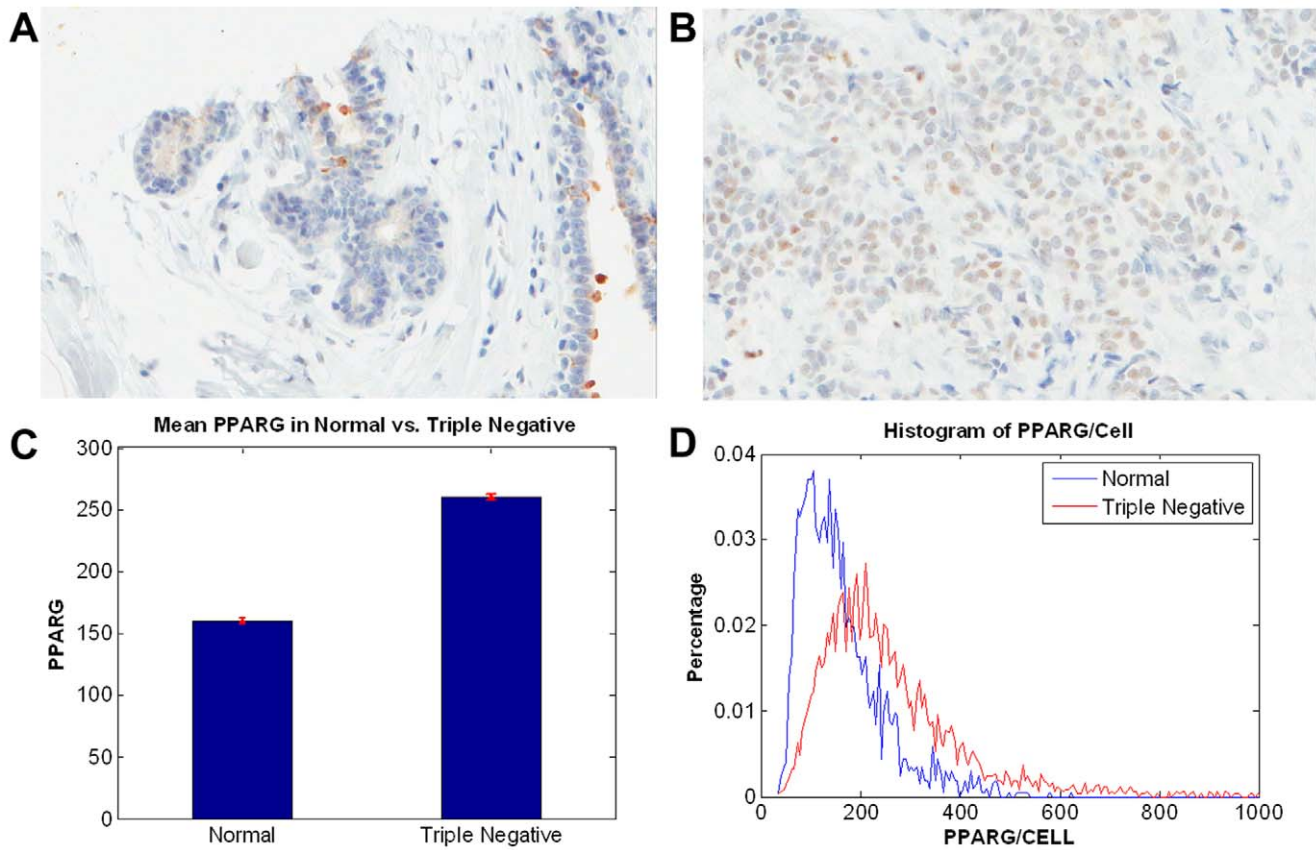 A
B
C
Mean PPARG in Normal vs. Triple Negative
PPARG
300
250
200
150
100
50
0
Normal Triple Negative
D
Histogram of PPARG/Cell
Normal
Triple Negative
Percentage
0.04
0.03
0.02
0.01
0
0 200 400 600 800 1000
PPARG/CELL